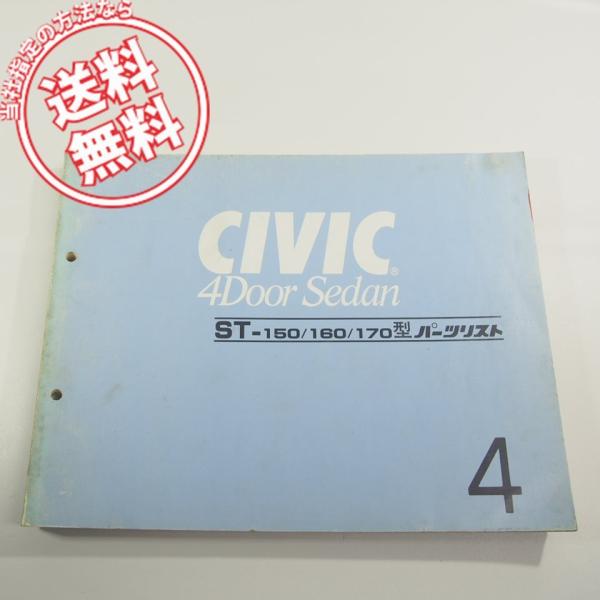 当社指定の方法なら
送料
無料
CIVIC®
4Door Sedan
ST-150/160/170型パーツリスト
4